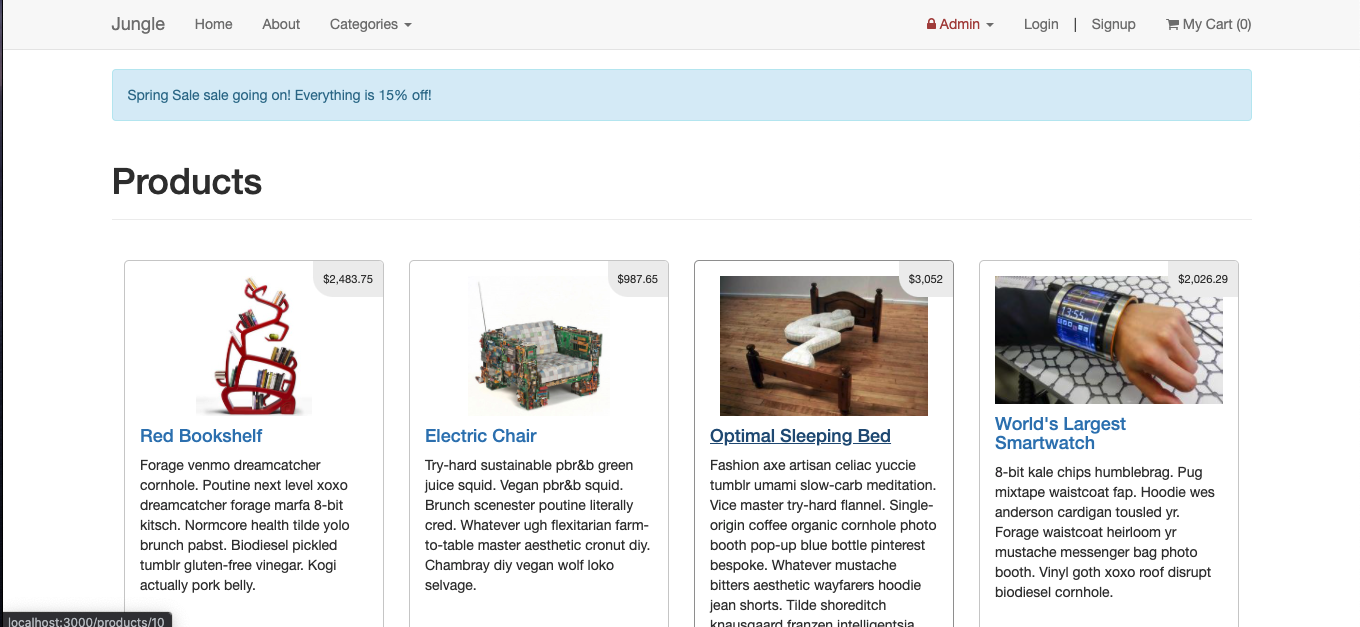 Jungle Home About Categories Admin Login | Signup My Cart (0)
Spring Sale sale going on! Everything is 15% off!
Products
$2,483.75
Red Bookshelf
Forage venmo dreamcatcher
cornhole. Poutine next level xoxo
dreamcatcher forage marfa 8-bit
kitsch. Normcore health tilde yolo
brunch pabst. Biodiesel pickled
tumblr gluten-free vinegar. Kogi
actually pork belly.
$987.65
Electric Chair
Try-hard sustainable pbr&b green
juice squid. Vegan pbr&b squid.
Brunch scenester poutine literally
cred. Whatever ugh flexitarian farm-
to-table master aesthetic cronut diy.
Chambray diy vegan wolf loko
selvage.
$3,052
Optimal Sleeping Bed
Fashion axe artisan celiac yuccie
tumblr umami slow-carb meditation.
Vice master try-hard flannel. Single-
origin coffee organic cornhole photo
booth pop-up blue bottle pinterest
bespoke. Whatever mustache
bitters aesthetic wayfarers hoodie
jean shorts. Tilde shoreditch
knausgaard franzen intelligentsia
$2,026.29
13:55
World's Largest
Smartwatch
8-bit kale chips humblebrag. Pug
mixtape waistcoat fap. Hoodie wes
anderson cardigan tousled yr.
Forage waistcoat heirloom yr
mustache messenger bag photo
booth. Vinyl goth xoxo roof disrupt
biodiesel cornhole.
localhost:3000/products/10